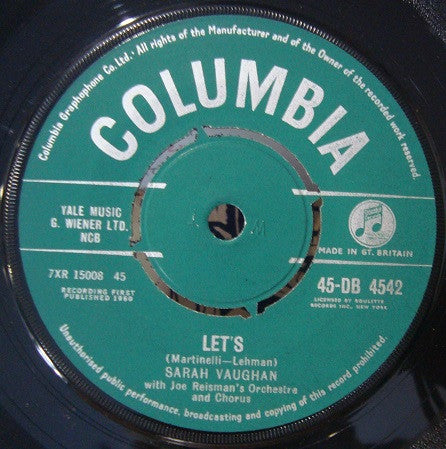 Columbia Graphophone Co. Ltd. · All rights of the Manufacturer and of the Owner of the recorded work reserved.
COLUMBIA
YALE MUSIC
G. WIENER LTD.
NCB
7XR 15008 45
RECORDING FIRST
PUBLISHED 1960
MADE IN GT. BRITAIN
45-DB 4542
LICENSED BY ROULETTE
RECORDS INC. NEW YORK
LET'S
(Martinelli—Lehman)
SARAH VAUGHAN
with Joe Reisman's Orchestra
and Chorus
Unauthorised public performance, broadcasting and copying of this record prohibited.